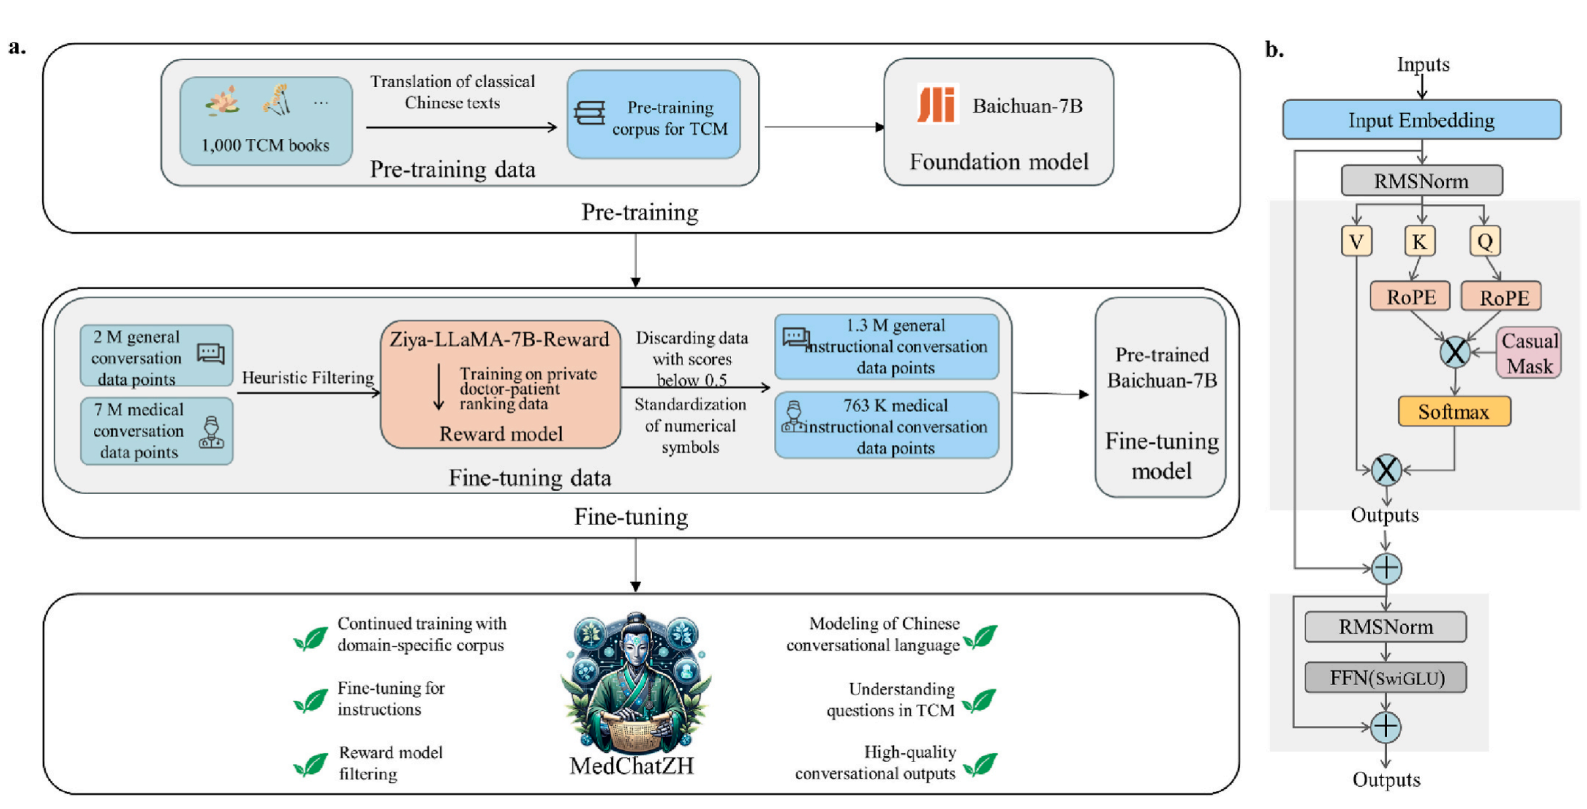 a.
1,000 TCM books
...
Translation of classical
Chinese texts
Pre-training
corpus for TCM
Pre-training data
Baichuan-7B
Foundation model
Pre-training
2 M general
conversation
data points
7 M medical
conversation
data points
Heuristic Filtering
Ziya-LLaMA-7B-Reward
Training on private
doctor-patient
ranking data
Reward model
Discarding data
with scores
below 0.5
Standardization
of numerical
symbols
1.3 M general
instructional conversation
data points
763 K medical
instructional conversation
data points
Fine-tuning data
Pre-trained
Baichuan-7B
Fine-tuning
model
Fine-tuning
Continued training with
domain-specific corpus
Fine-tuning for
instructions
Reward model
filtering
MedChatZH
Modeling of Chinese
conversational language
Understanding
questions in TCM
High-quality
conversational outputs
b.
Inputs
Input Embedding
RMSNorm
V
K
Q
RoPE
RoPE
X
Casual
Mask
Softmax
X
Outputs
+
RMSNorm
FFN(SwiGLU)
+
Outputs